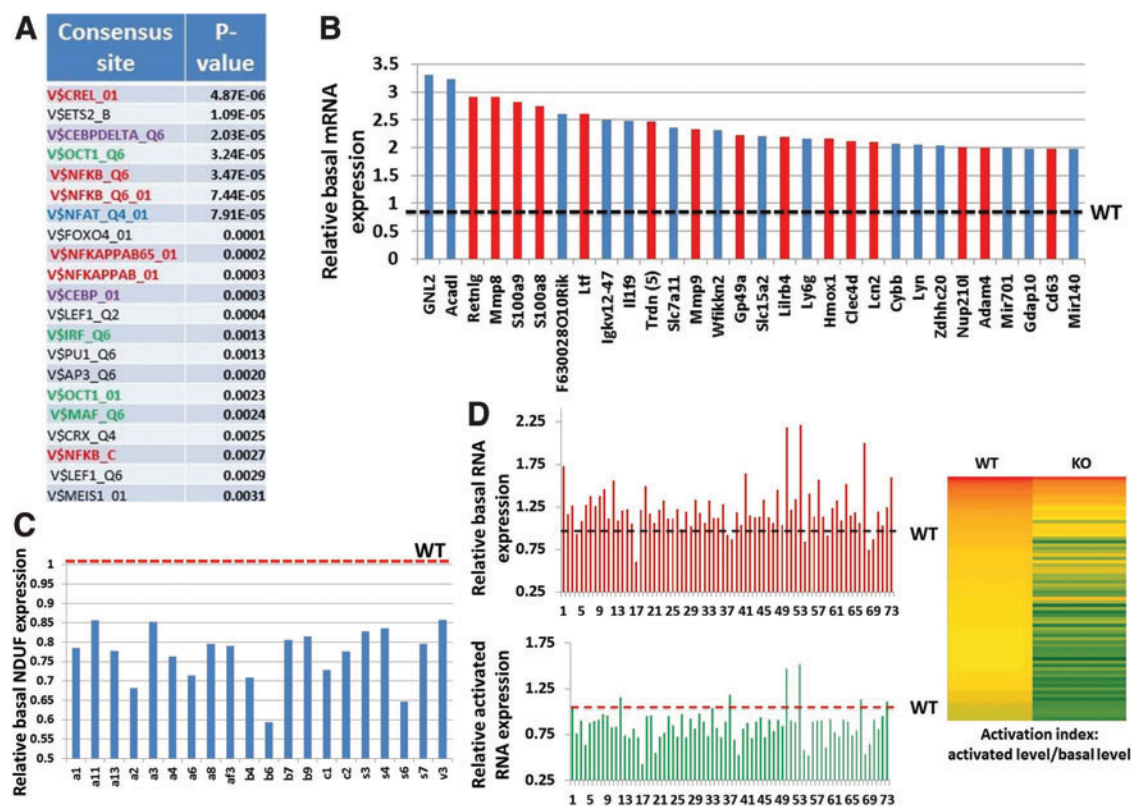 A
Consensus site P-value
V$CREL_01 4.87E-06
V$ETS2_B 1.09E-05
V$CEBPDELTA_Q6 2.03E-05
V$OCT1_Q6 3.24E-05
V$NFKB_Q6 3.47E-05
V$NFKB_Q6_01 7.44E-05
V$NFAT_Q4_01 7.91E-05
V$FOXO4_01 0.0001
V$NFKAPPAB65_01 0.0002
V$NFKAPPAB_01 0.0003
V$CEBP_01 0.0003
V$LEF1_Q2 0.0004
V$IRF_Q6 0.0013
V$PU1_Q6 0.0013
V$AP3_Q6 0.0020
V$OCT1_01 0.0023
V$MAF_Q6 0.0024
V$CRX_Q4 0.0025
V$NFKB_C 0.0027
V$LEF1_Q6 0.0029
V$MEIS1_01 0.0031
B
Relative basal mRNA expression
3.5
3
2.5
2
1.5
1
0.5
0
WT
GNL2 Acadl Retnlg Mmp8 S100a9 S100a8 F630028O10Rik Ltf Igkv12-47 Il1f9 Trdn (5) Slc7a11 Mmp9 Wfikkn2 Gp49a Slc15a2 Lilrb4 Ly6g Hmox1 Clec4d Lcn2 Cybb Lyn Zdhhc20 Nup210l Adam4 Mir701 Gdap10 Cd63 Mir140
C
Relative basal NDUF expression
WT
1
0.95
0.9
0.85
0.8
0.75
0.7
0.65
0.6
0.55
0.5
a1 a11 a13 a2 a3 a4 a6 a8 af3 b4 b6 b7 b9 c1 c2 s3 s4 s6 s7 v3
D
Relative basal RNA expression
2.25
1.75
1.25
0.75
0.25
WT
1 5 9 13 17 21 25 29 33 37 41 45 49 53 57 61 65 69 73
Relative activated RNA expression
1.75
1.25
0.75
0.25
WT
1 5 9 13 17 21 25 29 33 37 41 45 49 53 57 61 65 69 73
WT KO
Activation index:
activated level/basal level